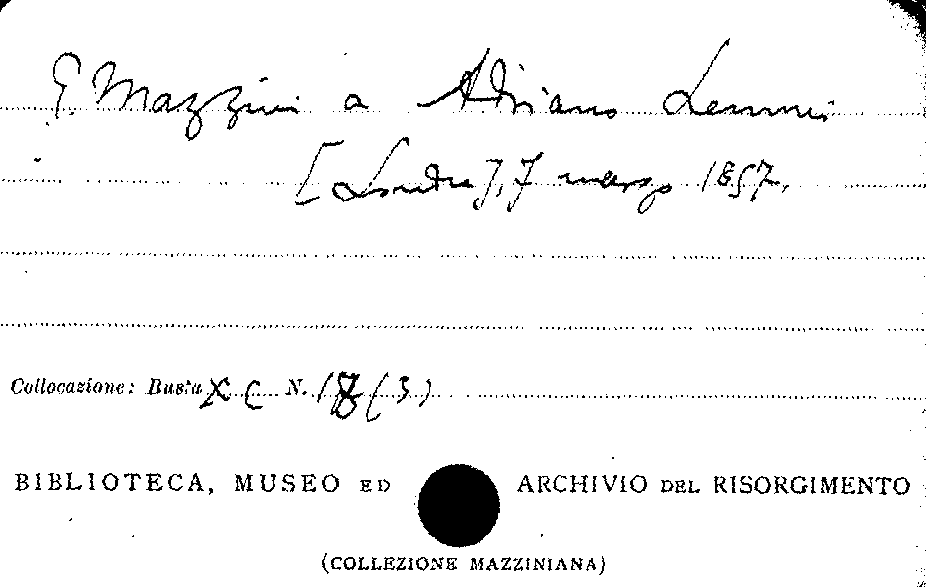 G. Mazzini a Adriano Lemmi
[Londra], 7 marzo 1857.
Collocazione: Busta XC N. 18 (3)
BIBLIOTECA, MUSEO ED ARCHIVIO DEL RISORGIMENTO
(COLLEZIONE MAZZINIANA)